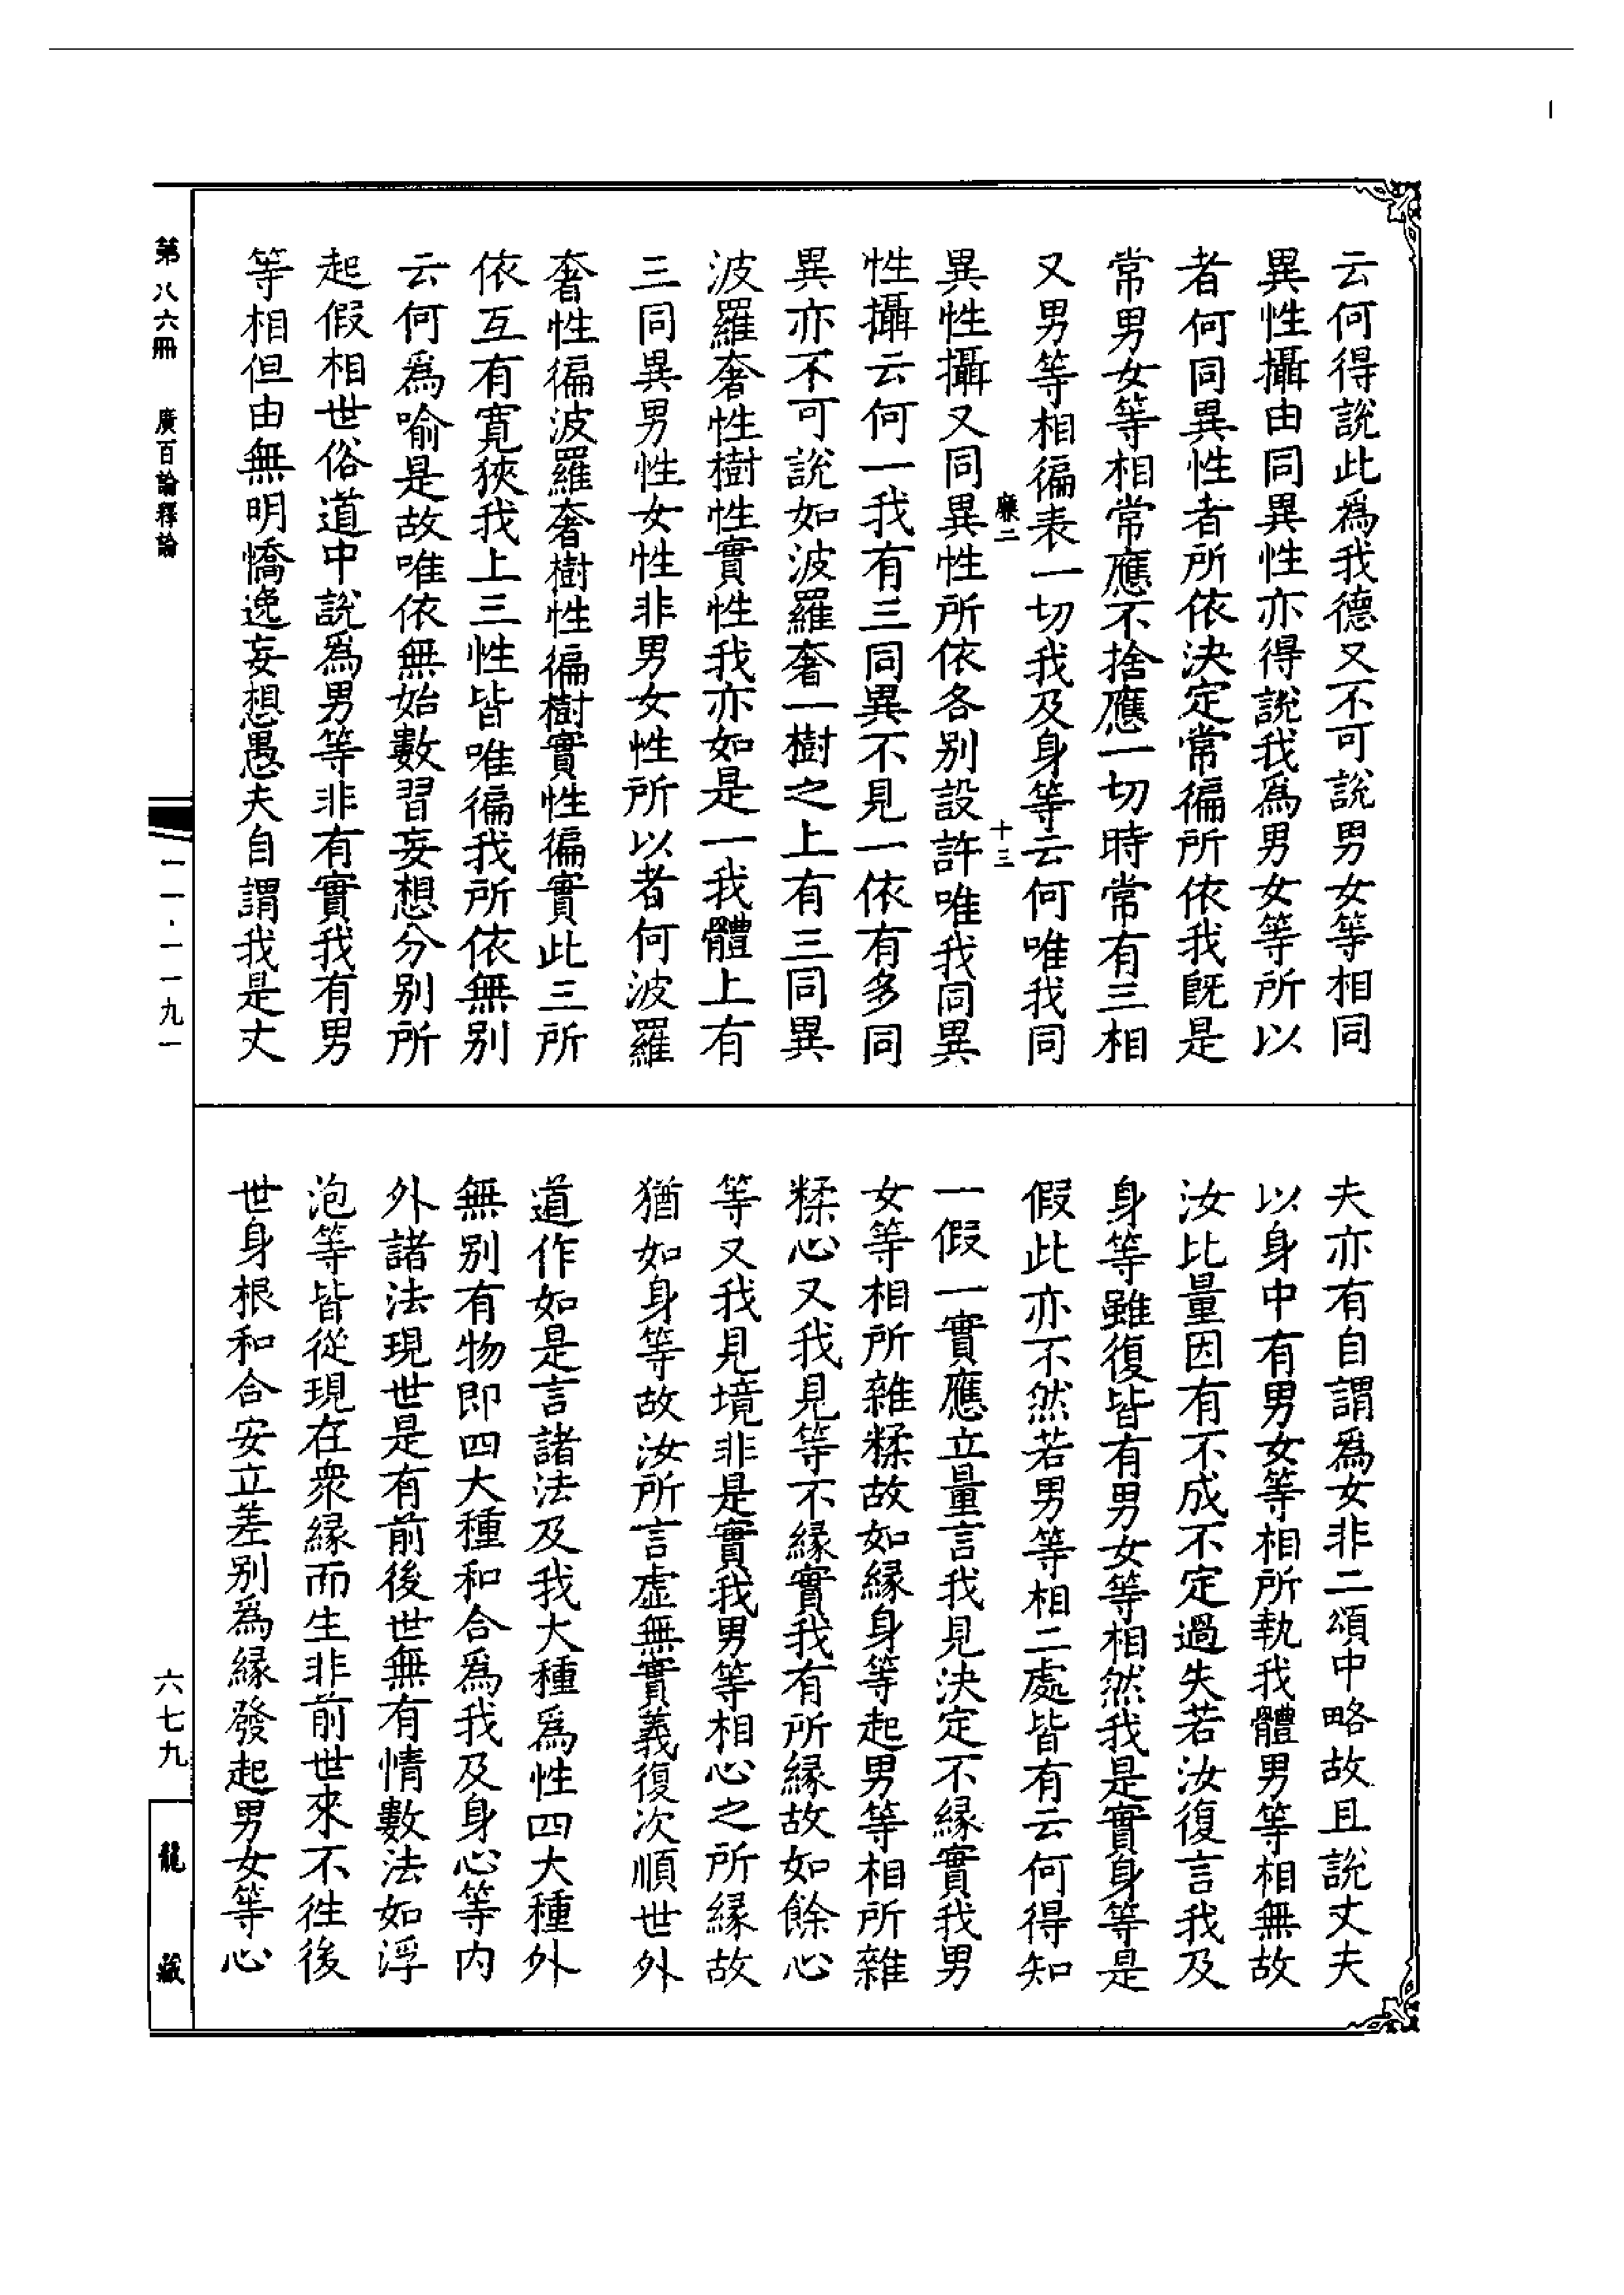 云何得說此爲我德又不可說男女等相同
異性攝由同異性亦得說我爲男女等所以
者何同異性者所依決定常徧所依我旣是
常男女等相常應不捨應一切時常有三相
又男等相徧表一切我及身等云何唯我同
縻二　十三
異性攝又同異性所依各別設許唯我同異
性攝云何一我有三同異不見一依有多同
異亦不可說如波羅奢一樹之上有三同異
波羅奢性樹性實性我亦如是一我體上有
三同異男性女性非男女性所以者何波羅
奢性徧波羅奢樹性徧樹實性徧實此三所
依互有寬狹我上三性皆唯徧我所依無別
云何爲喻是故唯依無始數習妄想分別所
起假相世俗道中說爲男等非有實我有男
等相但由無明憍逸妄想愚夫自謂我是丈
夫亦有自謂爲女非二頌中略故且說丈夫
以身中有男女等相所執我體男等相無故
汝比量因有不成不定過失若汝復言我及
身等雖復皆有男女等相然我是實身等是
假此亦不然若男等相二處皆有云何得知
一假一實應立量言我見決定不緣實我男
女等相所雜糅故如緣身等起男等相所雜
糅心又我見等不緣實我有所緣故如餘心
等又我見境非是實我男等相心之所緣故
猶如身等故汝所言虛無實義復次順世外
道作如是言諸法及我大種爲性四大種外
無別有物即四大種和合爲我及身心等內
外諸法現世是有前後世無有情數法如浮
泡等皆從現在衆緣而生非前世來不往後
世身根和合安立差別爲緣發起男女等心
第八六冊　廣百論釋論
一一·一一九一
六七九
龍藏